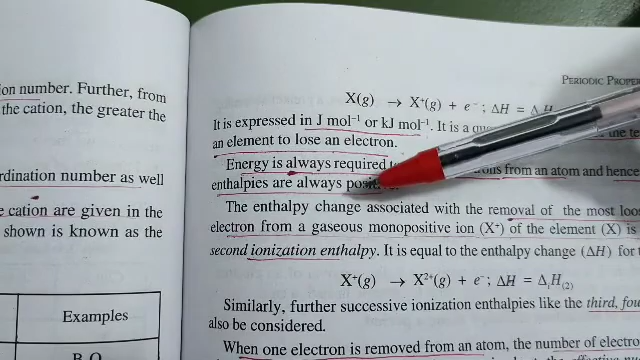 ion number. Further, from
the cation, the greater the
rdination number as well
e cation are given in the
shown is known as the
Examples
PERIODIC PROPER
X(g) → X⁺(g) + e⁻ ; ΔH = Δ H
It is expressed in J mol⁻¹ or kJ mol⁻¹. It is a the te
an element to lose an electron.
Energy is always required from an atom and hence
enthalpies are always
The enthalpy change associated with the removal of the most loos
electron from a gaseous monopositive ion (X⁺) of the element (X) is
second ionization enthalpy. It is equal to the enthalpy change (ΔH) for t
X⁺(g) → X²⁺(g) + e⁻ ; ΔH = ΔᵢH₍₂₎
Similarly, further successive ionization enthalpies like the third, four
also be considered.
When one electron is removed from an atom, the number of electro